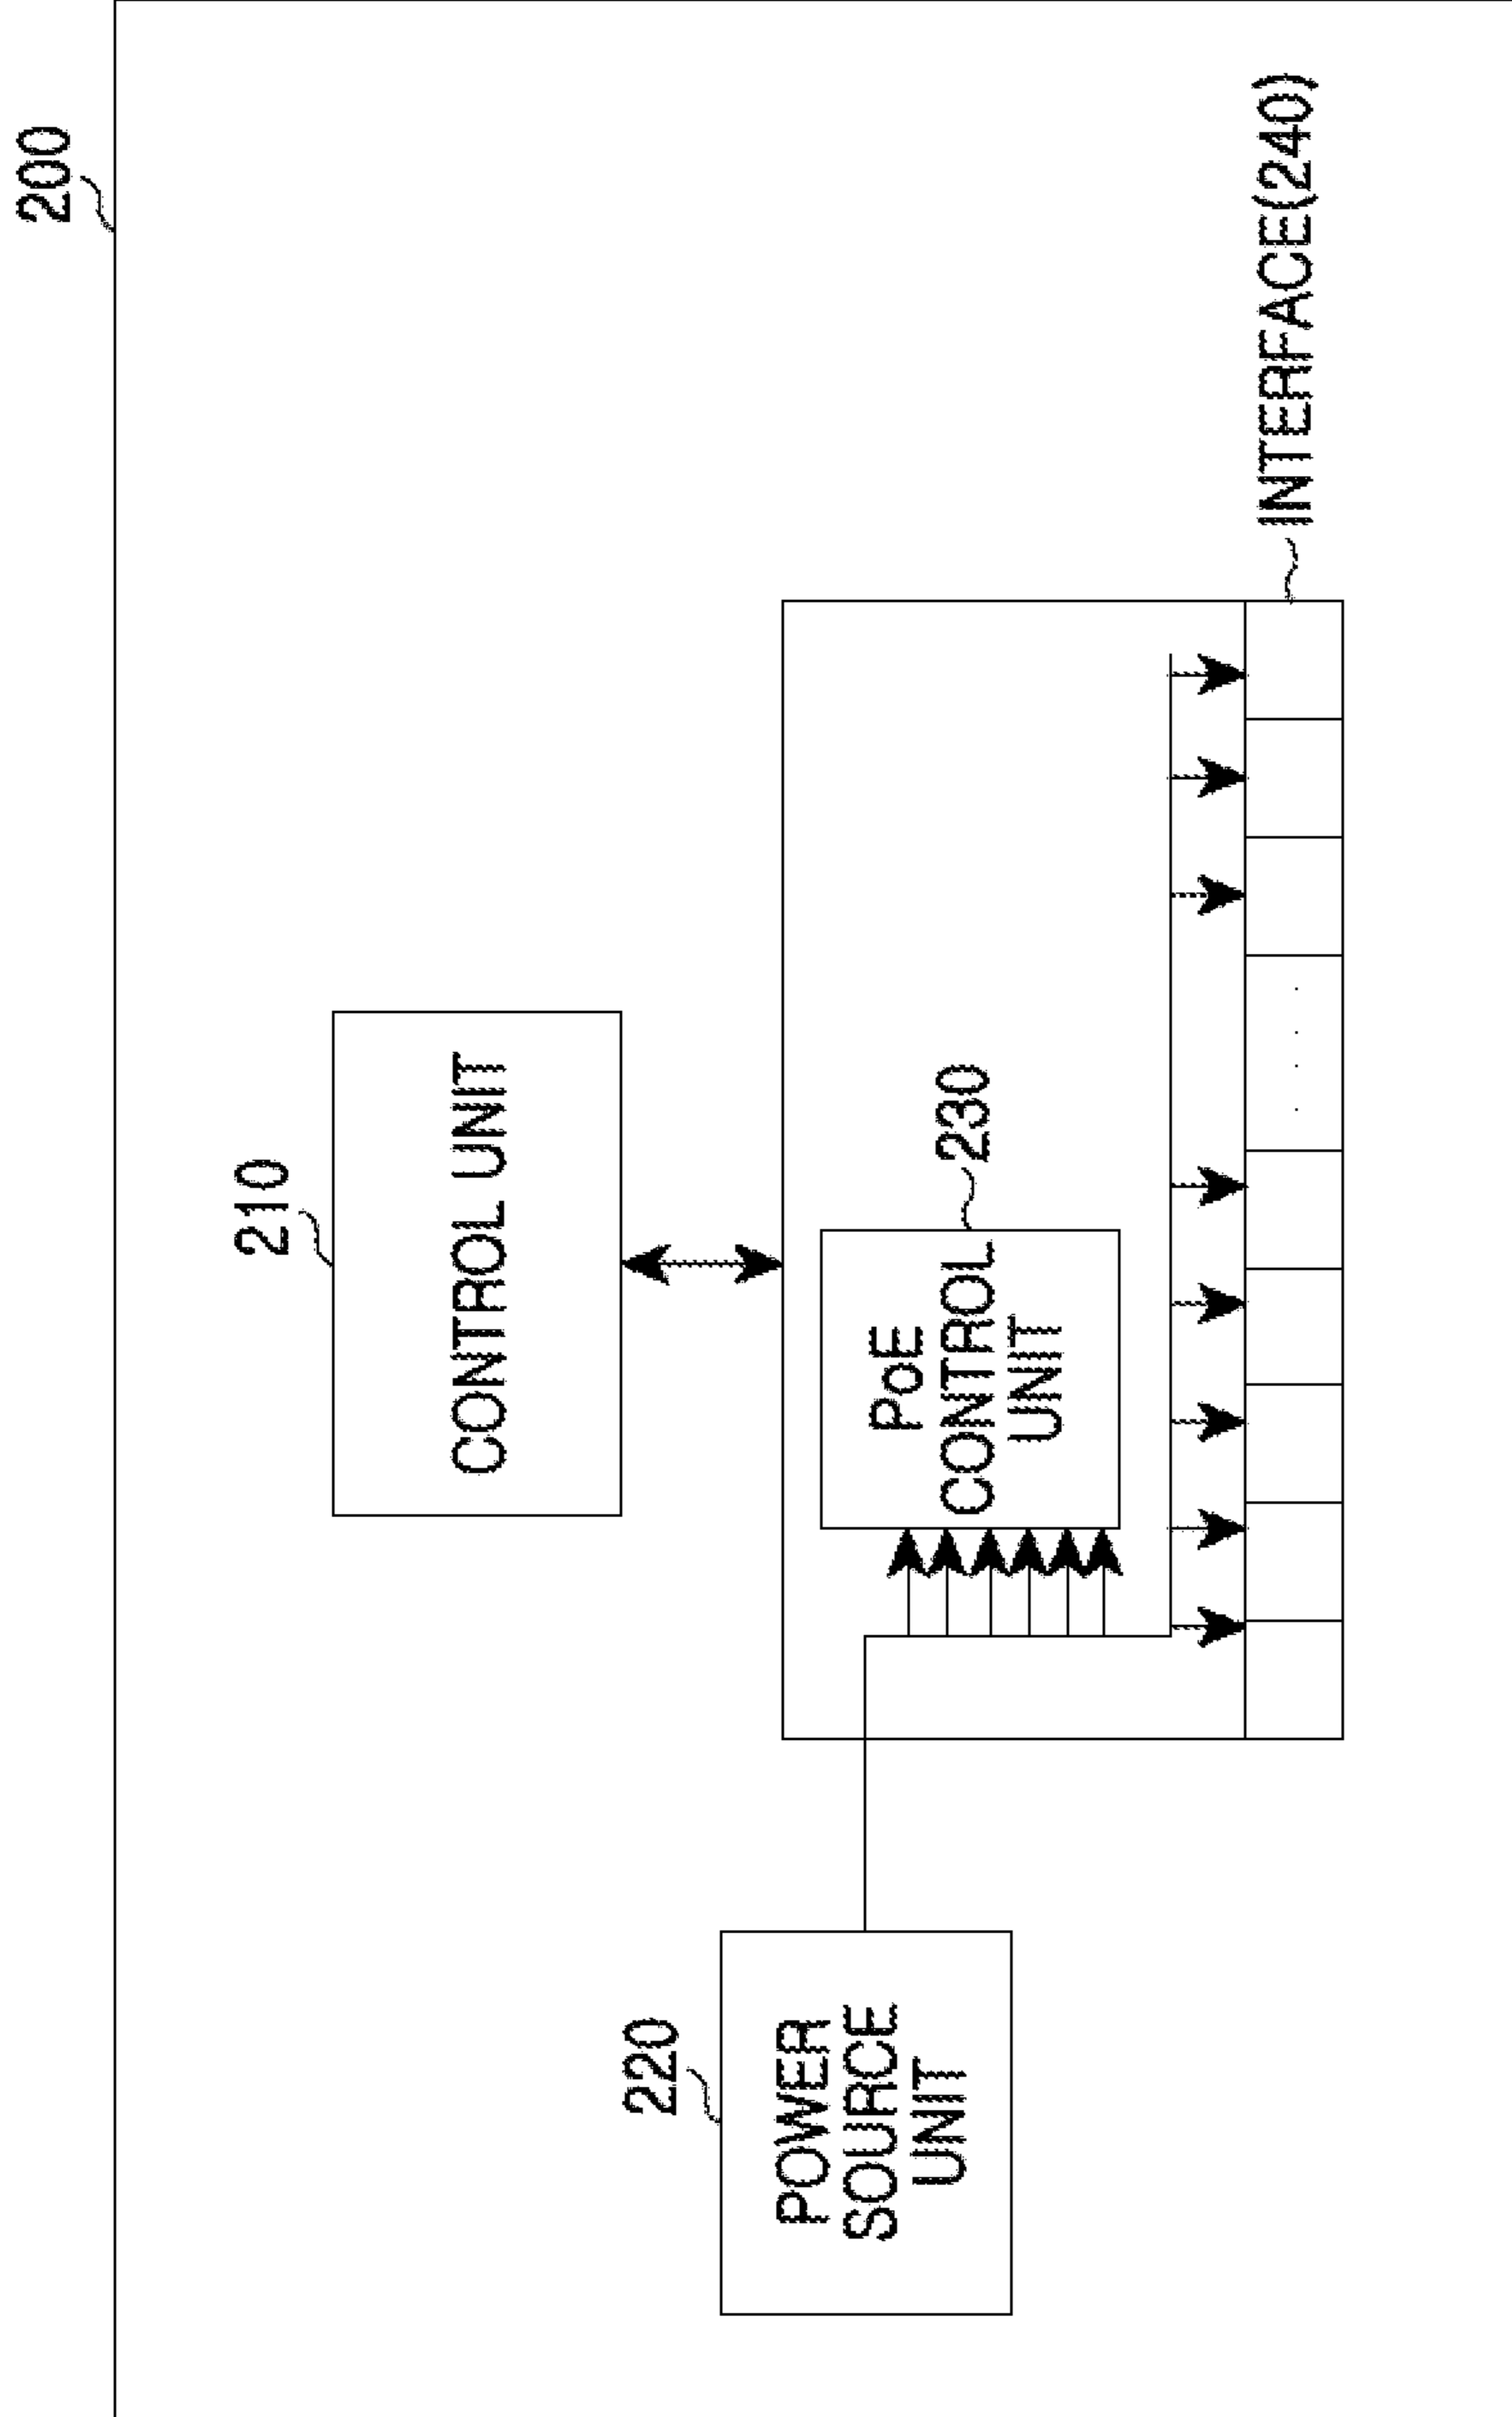 200
210
CONTROL UNIT
220
POWER
SOURCE
UNIT
PoE
CONTROL
UNIT
230
INTERFACE(240)